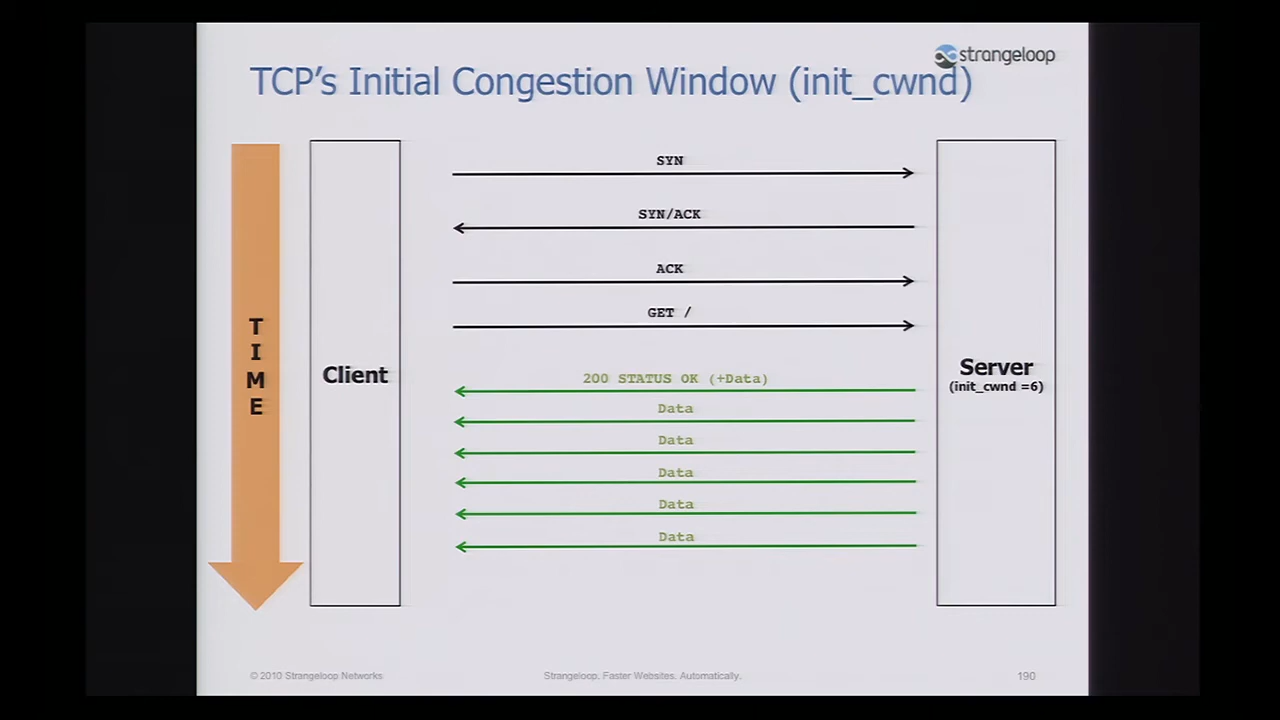 strangeloop
TCP's Initial Congestion Window (init_cwnd)
SYN
SYN/ACK
ACK
GET /
T
I
M
E
Client
Server
(init_cwnd =6)
200 STATUS OK (+Data)
Data
Data
Data
Data
Data
© 2010 Strangeloop Networks
Strangeloop. Faster Websites. Automatically.
190